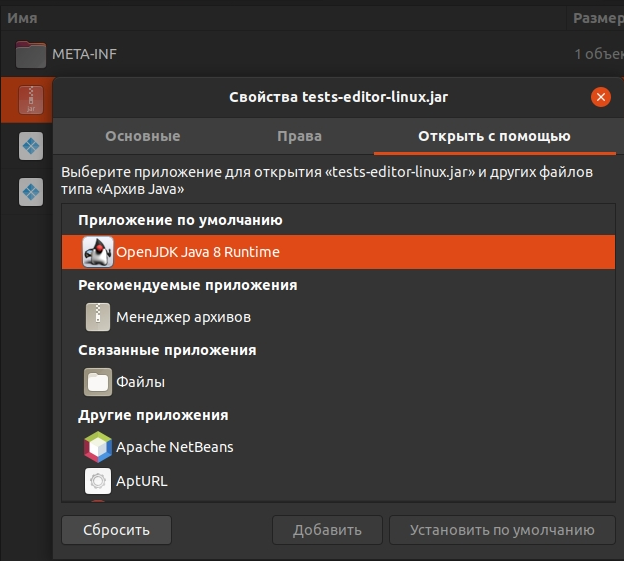 Имя Размер
META-INF 1 объек
Свойства tests-editor-linux.jar
Основные Права Открыть с помощью
Выберите приложение для открытия «tests-editor-linux.jar» и других файлов
типа «Архив Java»
Приложение по умолчанию
OpenJDK Java 8 Runtime
Рекомендуемые приложения
Менеджер архивов
Связанные приложения
Файлы
Другие приложения
Apache NetBeans
AptURL
Сбросить Добавить Установить по умолчанию